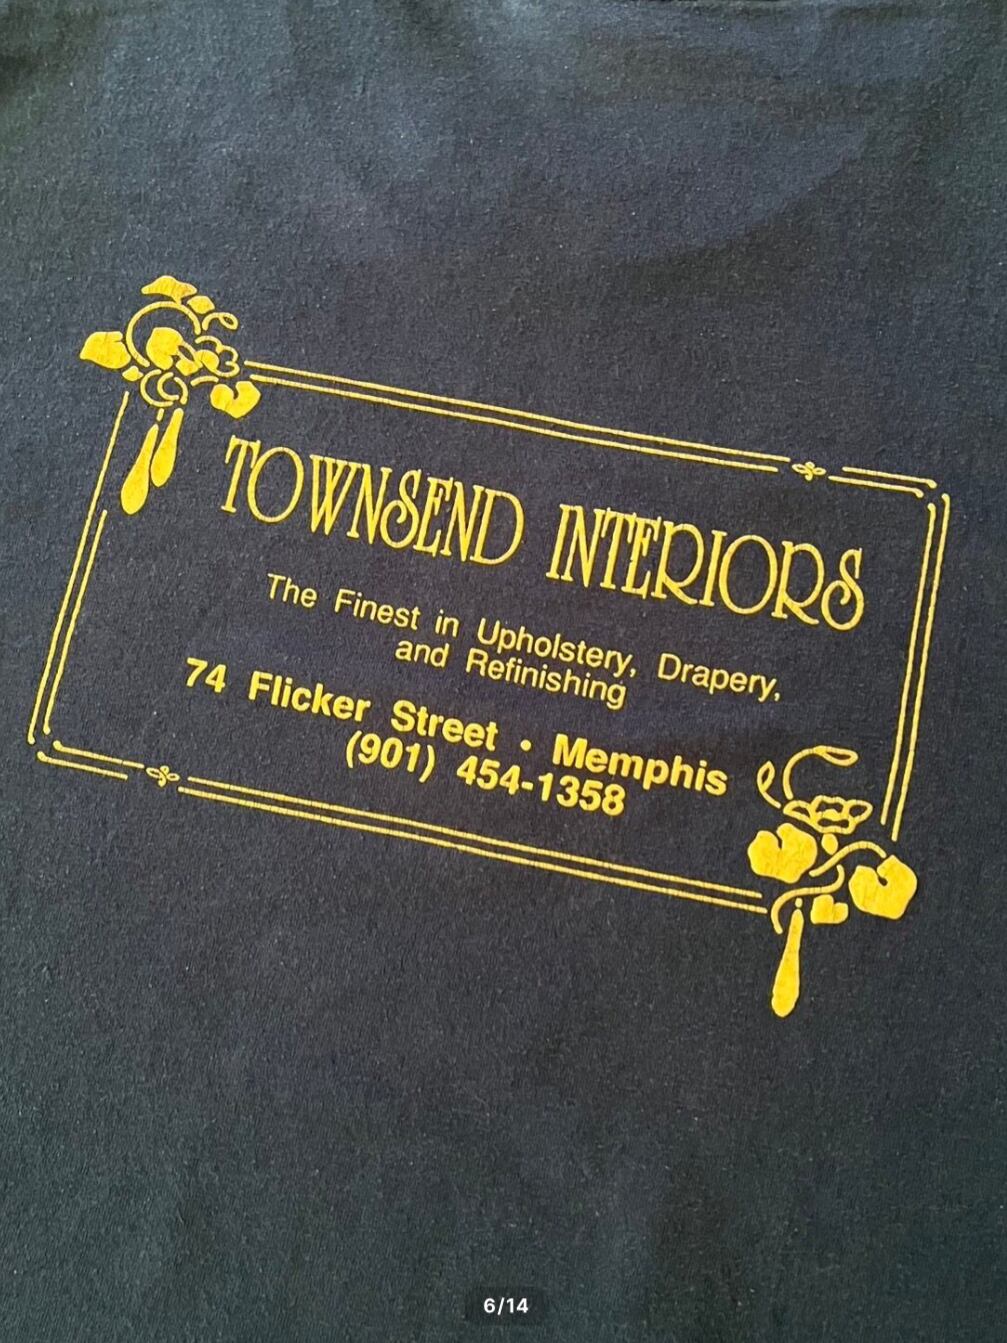 TOWNSEND INTERIORS
The Finest in Upholstery, Drapery,
and Refinishing
74 Flicker Street • Memphis
(901) 454-1358
6/14